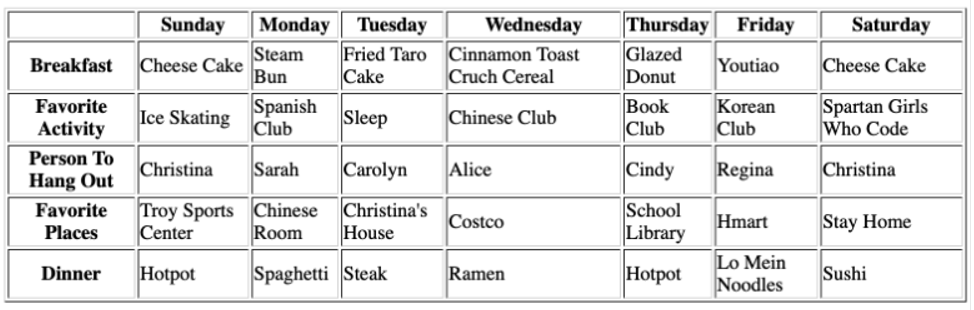 Sunday Monday Tuesday Wednesday Thursday Friday Saturday
Breakfast Cheese Cake Steam Bun Fried Taro Cake Cinnamon Toast Cruch Cereal Glazed Donut Youtiao Cheese Cake
Favorite Activity Ice Skating Spanish Club Sleep Chinese Club Book Club Korean Club Spartan Girls Who Code
Person To Hang Out Christina Sarah Carolyn Alice Cindy Regina Christina
Favorite Places Troy Sports Center Chinese Room Christina's House Costco School Library Hmart Stay Home
Dinner Hotpot Spaghetti Steak Ramen Hotpot Lo Mein Noodles Sushi